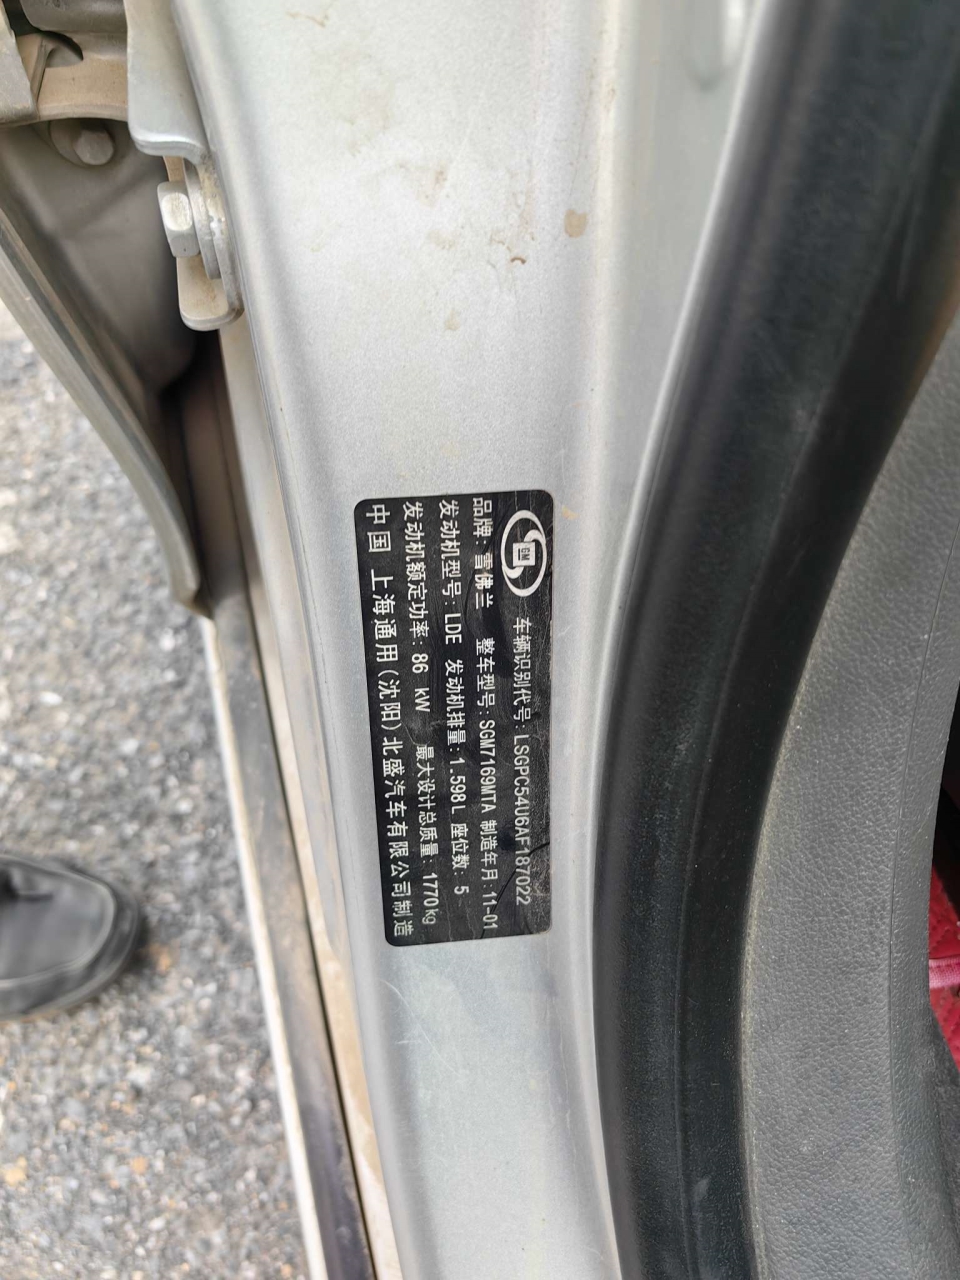 GM
车辆识别代号:LSGPC54U6AF187022
品牌:雪佛兰 整车型号:SGM7169MTA 制造年月:11-01
发动机型号:LDE 发动机排量:1.598L 座位数:5
发动机额定功率:86 kW 最大设计总质量:1770kg
中国 上海通用(沈阳)北盛汽车有限公司制造